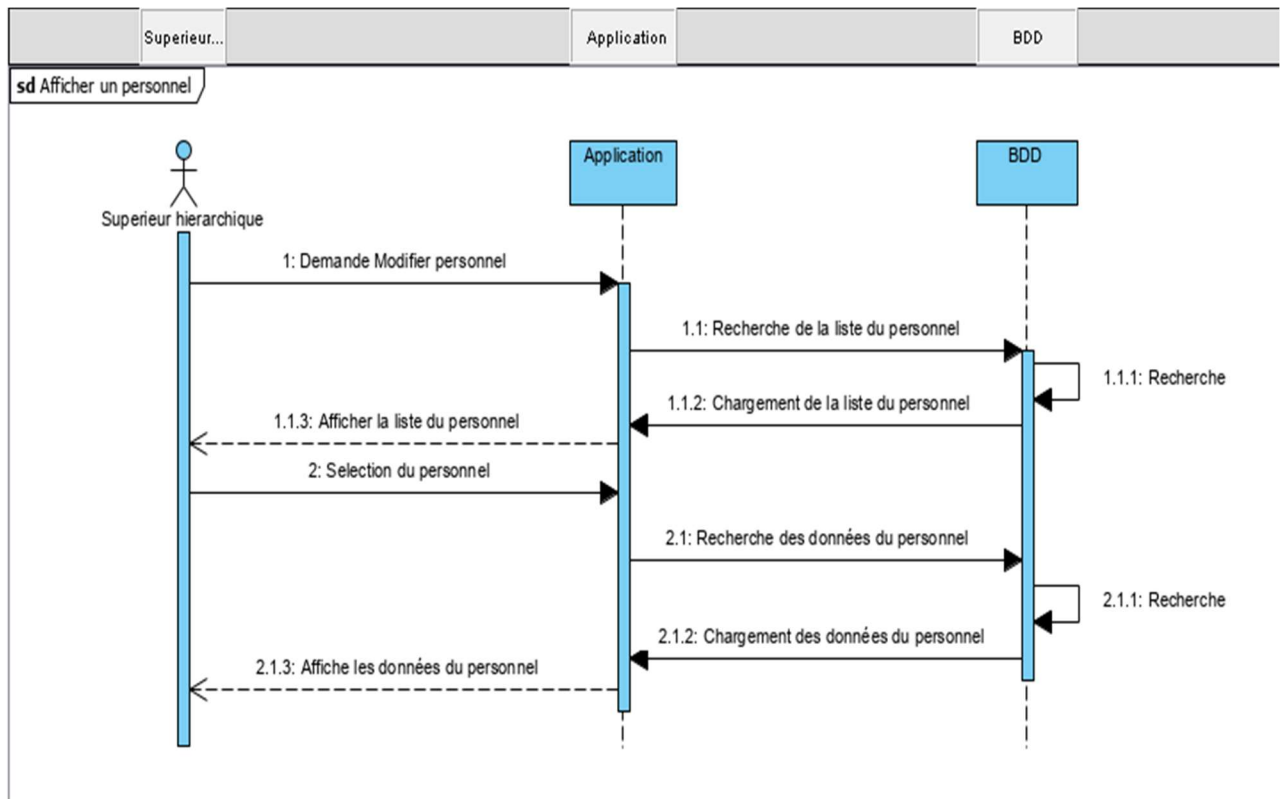 Superieur...
Application
BDD
sd Afficher un personnel
Application
BDD
Superieur hierarchique
1: Demande Modifier personnel
1.1: Recherche de la liste du personnel
1.1.1: Recherche
1.1.2: Chargement de la liste du personnel
1.1.3: Afficher la liste du personnel
2: Selection du personnel
2.1: Recherche des données du personnel
2.1.1: Recherche
2.1.2: Chargement des données du personnel
2.1.3: Affiche les données du personnel